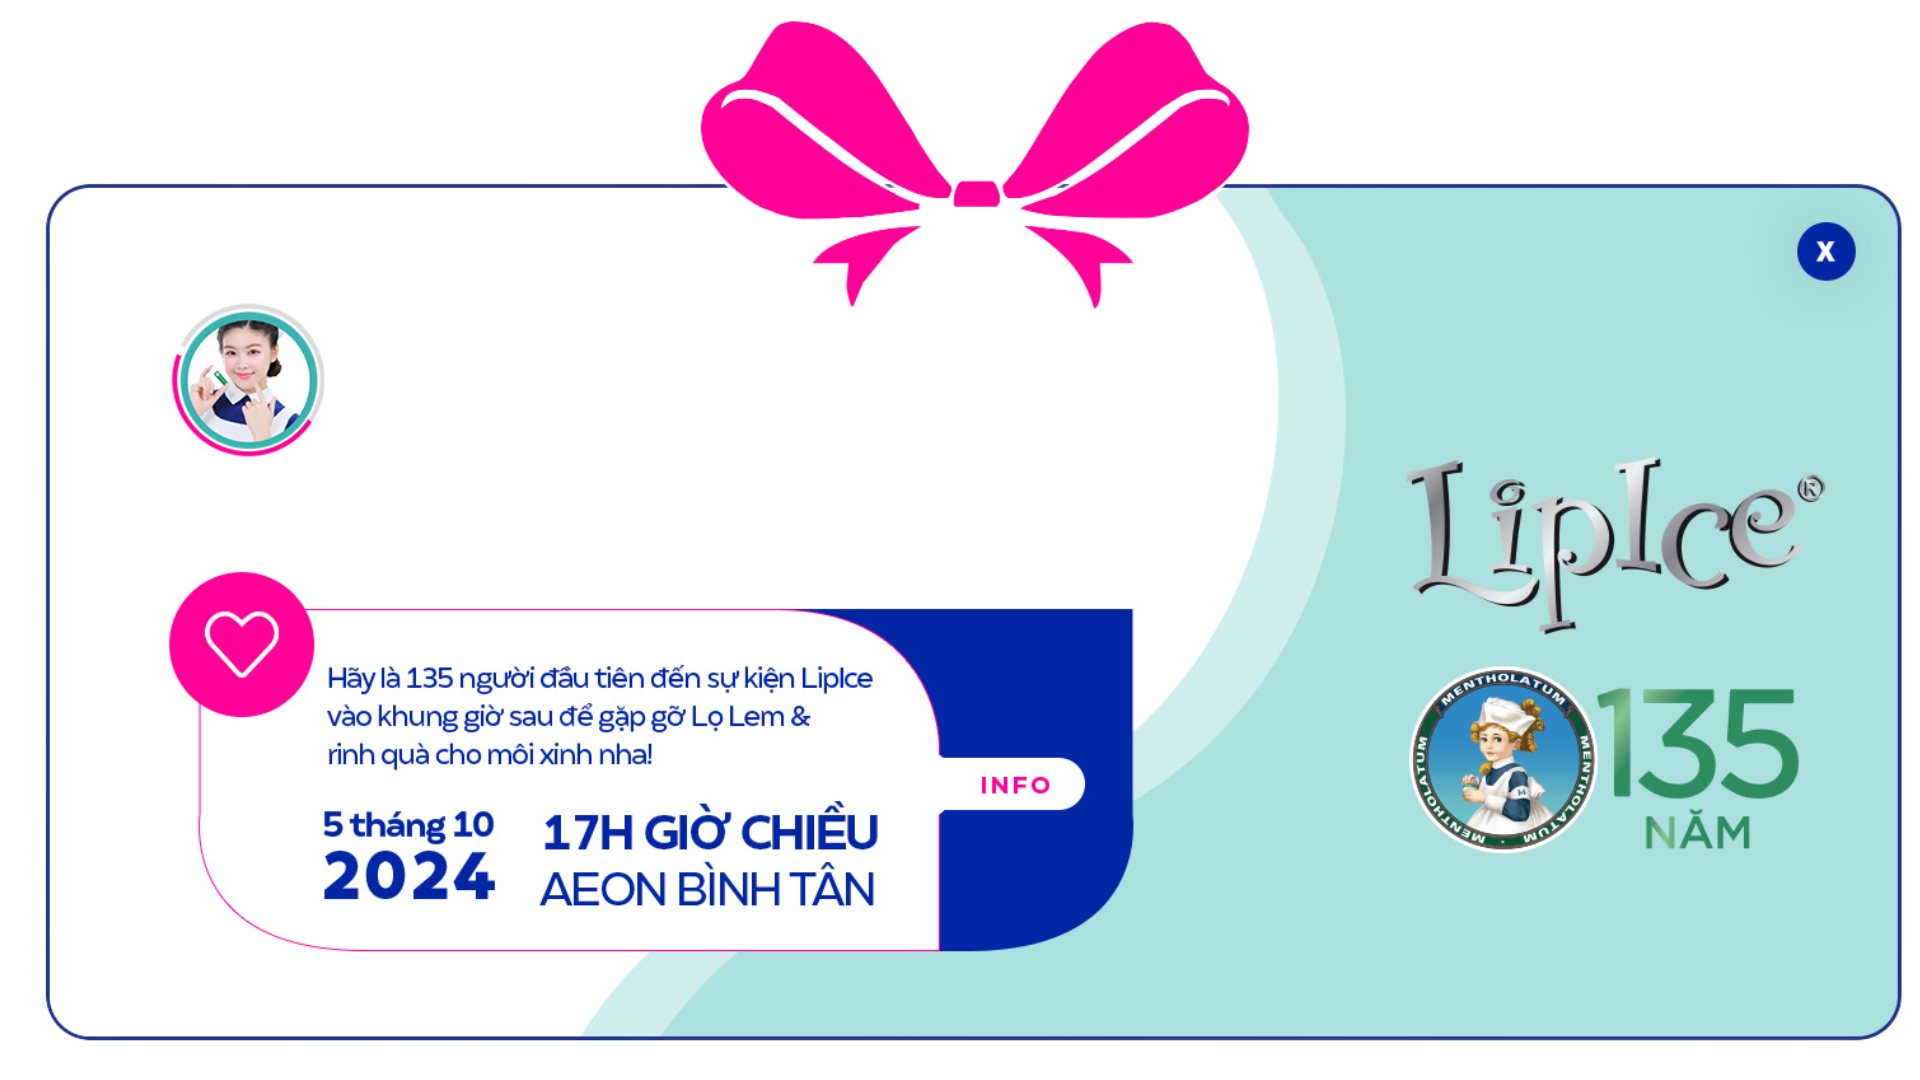 X
Hãy là 135 người đầu tiên đến sự kiện LipIce
vào khung giờ sau để gặp gỡ Lọ Lem &
rinh quà cho môi xinh nha!
INFO
5 tháng 10
2024
17H GIỜ CHIỀU
AEON BÌNH TÂN
LipIce®
MENTHOLATUM MENTHOLATUM · MENTHOLATUM MENTHOLATUM
M
135
NĂM